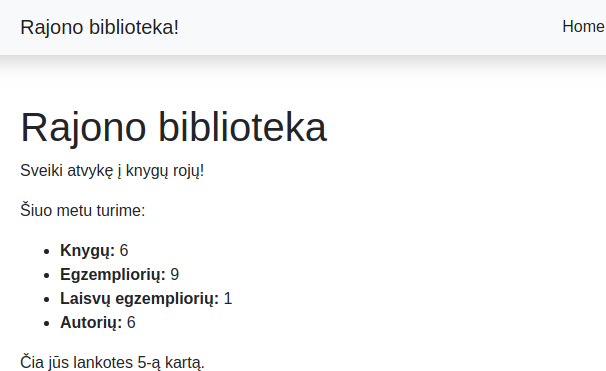 Rajono biblioteka!
Home
Rajono biblioteka
Sveiki atvykę į knygų rojų!
Šiuo metu turime:
Knygų: 6
Egzempliorių: 9
Laisvų egzempliorių: 1
Autorių: 6
Čia jūs lankotes 5-ą kartą.